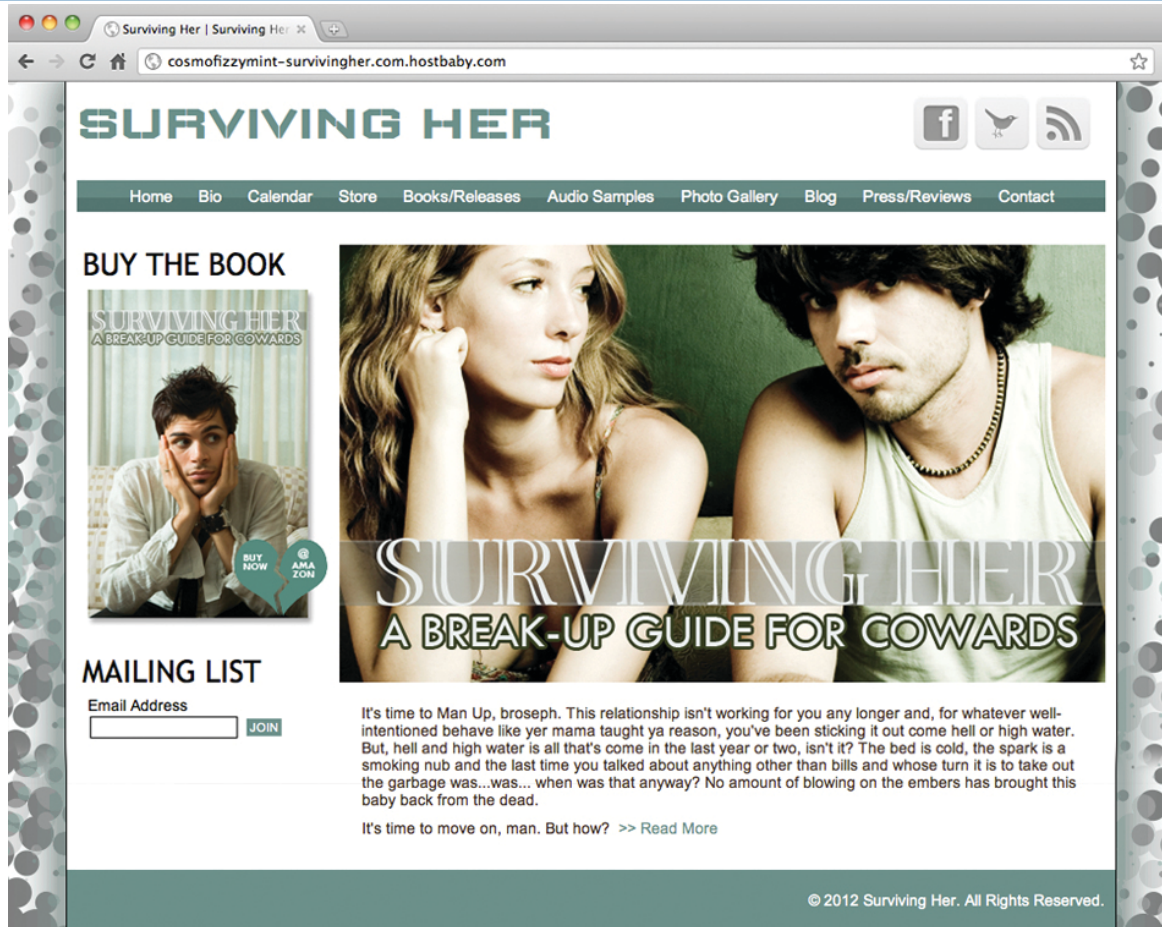 Surviving Her | Surviving Her
cosmofizzymint-survivingher.com.hostbaby.com
SURVIVING HER
f
Home Bio Calendar Store Books/Releases Audio Samples Photo Gallery Blog Press/Reviews Contact
BUY THE BOOK
SURVIVING HER
A BREAK-UP GUIDE FOR COWARDS
BUY
NOW
@
AMA
ZON
SURVIVING HER
A BREAK-UP GUIDE FOR COWARDS
MAILING LIST
Email Address
JOIN
It's time to Man Up, broseph. This relationship isn't working for you any longer and, for whatever well-
intentioned behave like yer mama taught ya reason, you've been sticking it out come hell or high water.
But, hell and high water is all that's come in the last year or two, isn't it? The bed is cold, the spark is a
smoking nub and the last time you talked about anything other than bills and whose turn it is to take out
the garbage was...was... when was that anyway? No amount of blowing on the embers has brought this
baby back from the dead.
It's time to move on, man. But how? >> Read More
© 2012 Surviving Her. All Rights Reserved.